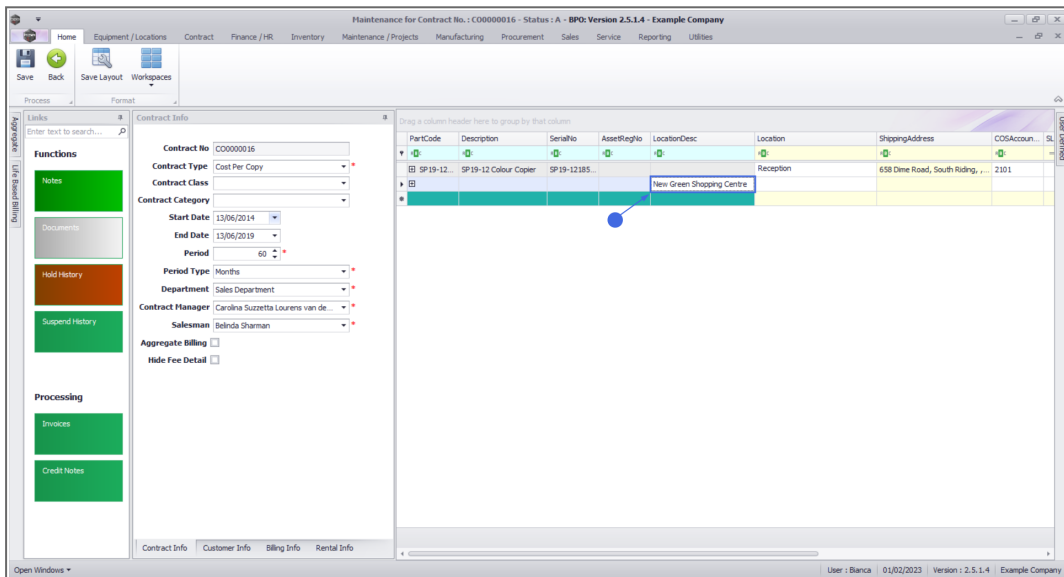 Maintenance for Contract No. : CO0000016 - Status : A - BPO: Version 2.5.1.4 - Example Company
Home Equipment / Locations Contract Finance / HR Inventory Maintenance / Projects Manufacturing Procurement Sales Service Reporting Utilities
Save Back Save Layout Workspaces
Process Format
Links
Enter text to search...
Aggregate
Life Based Billing
Functions
Notes
Documents
Hold History
Suspend History
Processing
Invoices
Credit Notes
Contract Info
Contract No CO0000016
Contract Type Cost Per Copy *
Contract Class
Contract Category
Start Date 13/06/2014
End Date 13/06/2019
Period 60 *
Period Type Months *
Department Sales Department *
Contract Manager Carolina Suzzetta Lourens van de... *
Salesman Belinda Sharman *
Aggregate Billing
Hide Fee Detail
Contract Info Customer Info Billing Info Rental Info
Drag a column header here to group by that column
PartCode Description SerialNo AssetRegNo LocationDesc Location ShippingAddress COSAccoun... SL
SP19-12... SP19-12 Colour Copier SP19-12185... Reception 658 Dime Road, South Riding, ,... 2101
New Green Shopping Centre
User Defined
Open Windows
User : Bianca 01/02/2023 Version : 2.5.1.4 Example Company